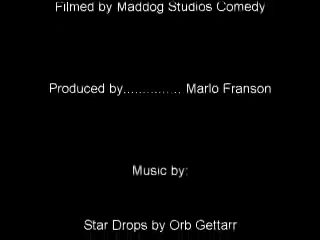 Filmed by Maddog Studios Comedy
Produced by............... Marlo Franson
Music by:
Star Drops by Orb Gettarr